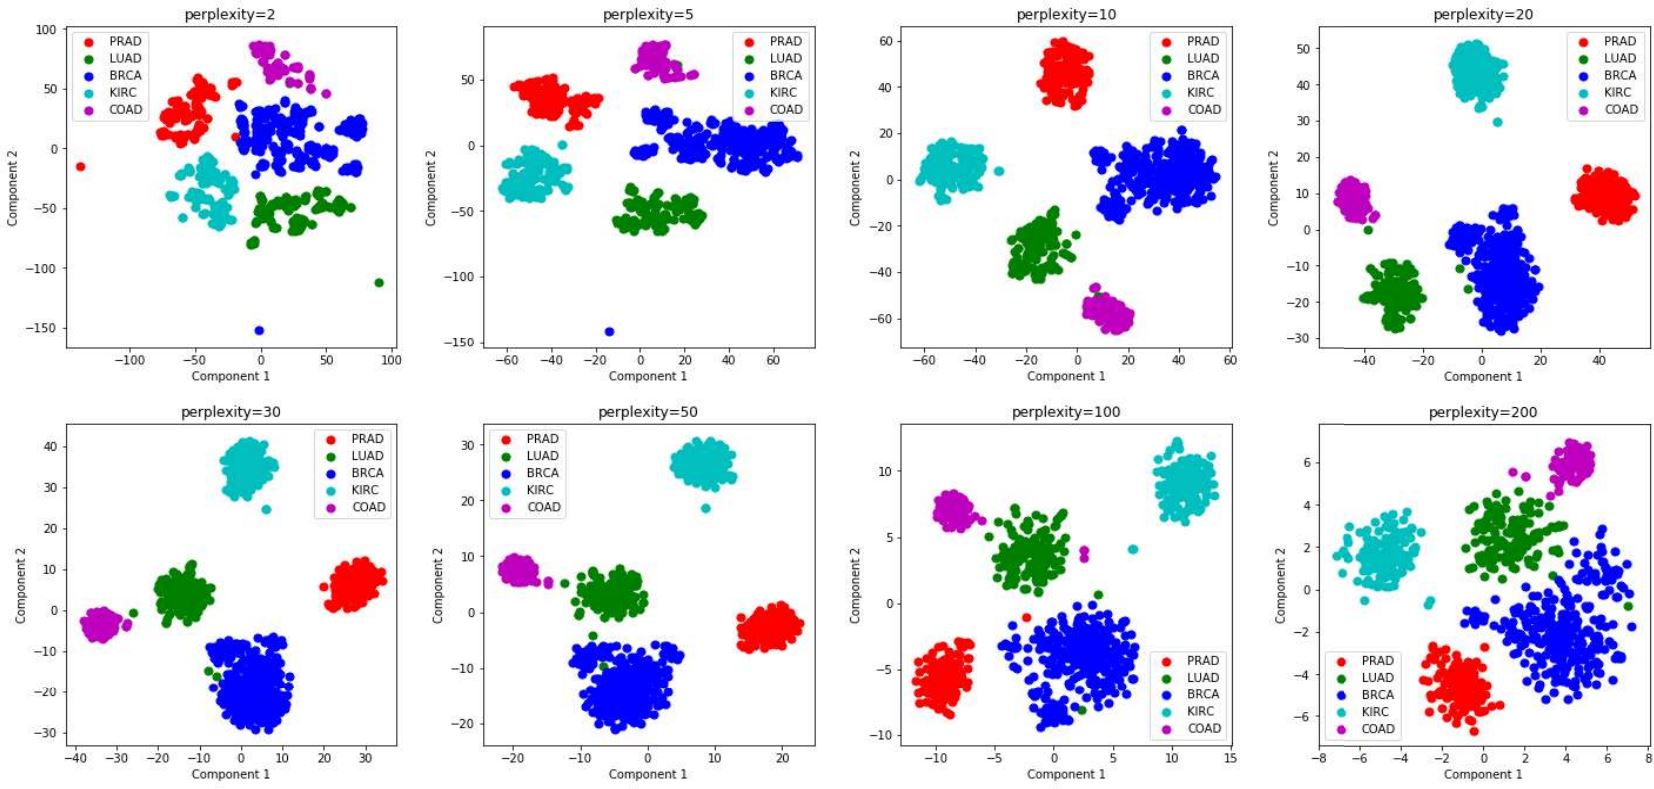 perplexity=2
PRAD
LUAD
BRCA
KIRC
COAD
100
50
0
−50
−100
−150
Component 2
−100
−50
0
50
100
Component 1
perplexity=5
PRAD
LUAD
BRCA
KIRC
COAD
50
0
−50
−100
−150
Component 2
−60
−40
−20
0
20
40
60
Component 1
perplexity=10
PRAD
LUAD
BRCA
KIRC
COAD
60
40
20
0
−20
−40
−60
Component 2
−60
−40
−20
0
20
40
60
Component 1
perplexity=20
PRAD
LUAD
BRCA
KIRC
COAD
50
40
30
20
10
0
−10
−20
−30
Component 2
−40
−20
0
20
40
Component 1
perplexity=30
PRAD
LUAD
BRCA
KIRC
COAD
40
30
20
10
0
−10
−20
−30
Component 2
−40
−30
−20
−10
0
10
20
30
Component 1
perplexity=50
PRAD
LUAD
BRCA
KIRC
COAD
30
20
10
0
−10
−20
Component 2
−20
−10
0
10
20
Component 1
perplexity=100
10
5
0
−5
−10
Component 2
PRAD
LUAD
BRCA
KIRC
COAD
−10
−5
0
5
10
15
Component 1
perplexity=200
6
4
2
0
−2
−4
−6
Component 2
PRAD
LUAD
BRCA
KIRC
COAD
−8
−6
−4
−2
0
2
4
6
8
Component 1